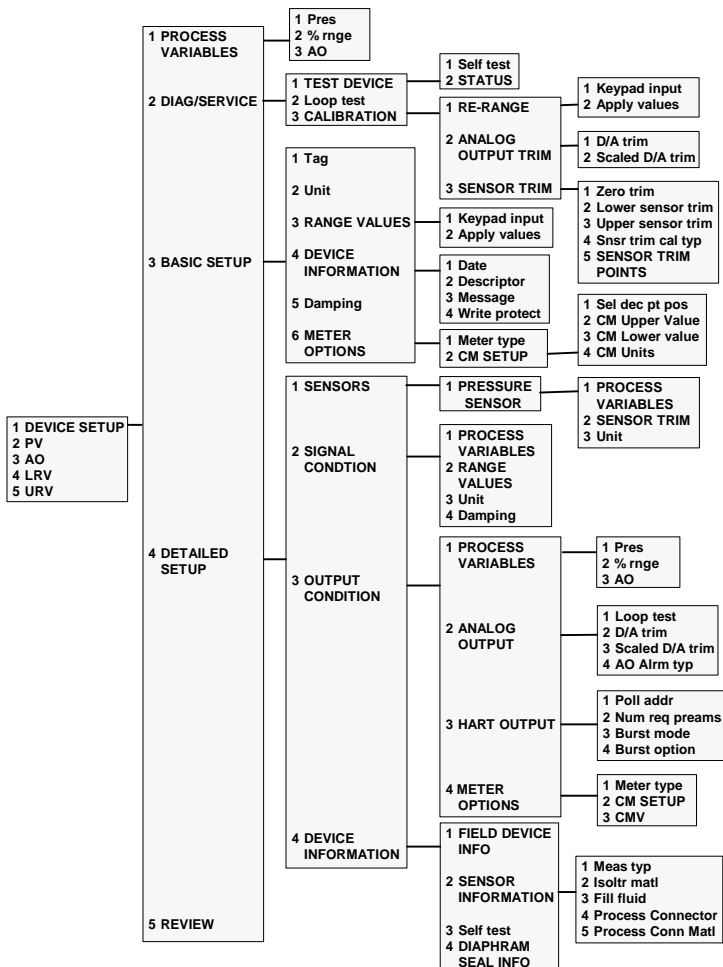 1 DEVICE SETUP
2 PV
3 AO
4 LRV
5 URV
1 PROCESS
VARIABLES
2 DIAG/SERVICE
3 BASIC SETUP
4 DETAILED
SETUP
5 REVIEW
1 Pres
2 % rnge
3 AO
1 TEST DEVICE
2 Loop test
3 CALIBRATION
1 Self test
2 STATUS
1 RE-RANGE
2 ANALOG
OUTPUT TRIM
3 SENSOR TRIM
1 Keypad input
2 Apply values
1 D/A trim
2 Scaled D/A trim
1 Zero trim
2 Lower sensor trim
3 Upper sensor trim
4 Snsr trim cal typ
5 SENSOR TRIM
POINTS
1 Tag
2 Unit
3 RANGE VALUES
4 DEVICE
INFORMATION
5 Damping
6 METER
OPTIONS
1 Keypad input
2 Apply values
1 Date
2 Descriptor
3 Message
4 Write protect
1 Meter type
2 CM SETUP
1 Sel dec pt pos
2 CM Upper Value
3 CM Lower value
4 CM Units
1 SENSORS
2 SIGNAL
CONDTION
3 OUTPUT
CONDITION
4 DEVICE
INFORMATION
1 PRESSURE
SENSOR
1 PROCESS
VARIABLES
2 SENSOR TRIM
3 Unit
1 PROCESS
VARIABLES
2 RANGE
VALUES
3 Unit
4 Damping
1 PROCESS
VARIABLES
2 ANALOG
OUTPUT
3 HART OUTPUT
4 METER
OPTIONS
1 Pres
2 % rnge
3 AO
1 Loop test
2 D/A trim
3 Scaled D/A trim
4 AO Alrm typ
1 Poll addr
2 Num req preams
3 Burst mode
4 Burst option
1 Meter type
2 CM SETUP
3 CMV
1 FIELD DEVICE
INFO
2 SENSOR
INFORMATION
3 Self test
4 DIAPHRAM
SEAL INFO
1 Meas typ
2 Isoltr matl
3 Fill fluid
4 Process Connector
5 Process Conn Matl